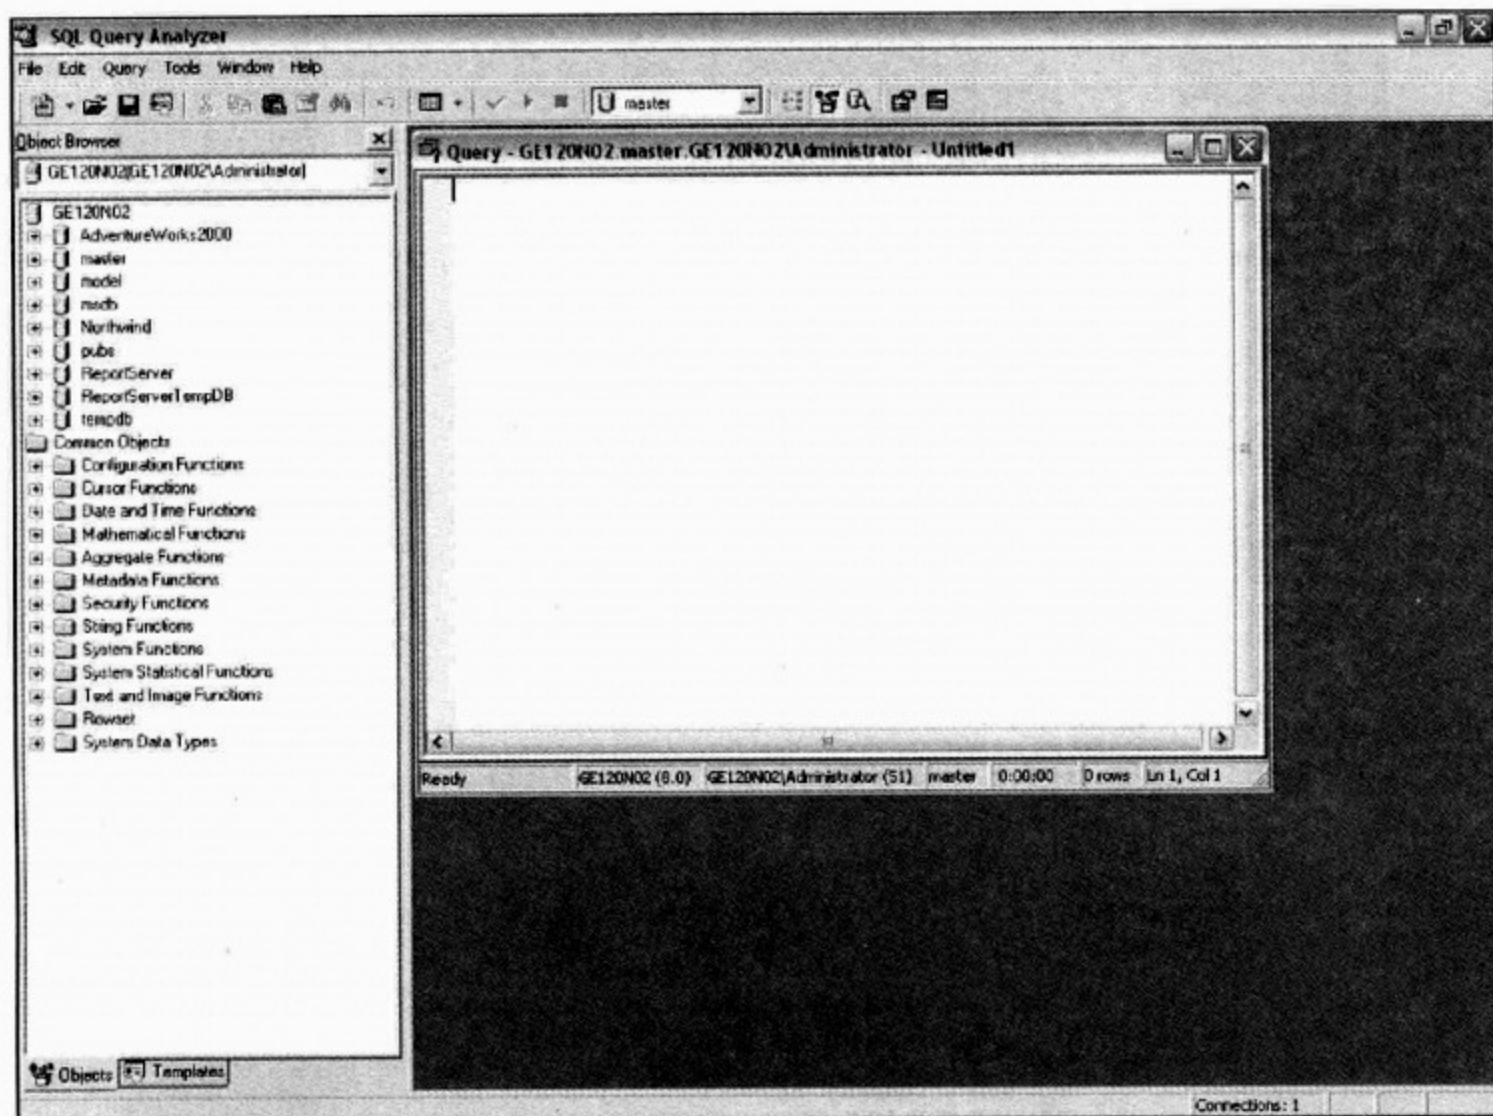 SQL Query Analyzer
File Edit Query Tools Window Help
master
Object Browser
GE120N02(GE120N02\Administrator)
GE120N02
AdventureWorks2000
master
model
msdb
Northwind
pubs
ReportServer
ReportServerTempDB
tempdb
Common Objects
Configuration Functions
Cursor Functions
Date and Time Functions
Mathematical Functions
Aggregate Functions
Metadata Functions
Security Functions
String Functions
System Functions
System Statistical Functions
Text and Image Functions
Rowset
System Data Types
Objects Templates
Query - GE120N02.master.GE120N02\Administrator - Untitled1
Ready GE120N02 (8.0) GE120N02\Administrator (51) master 0:00:00 0 rows Ln 1, Col 1
Connections: 1